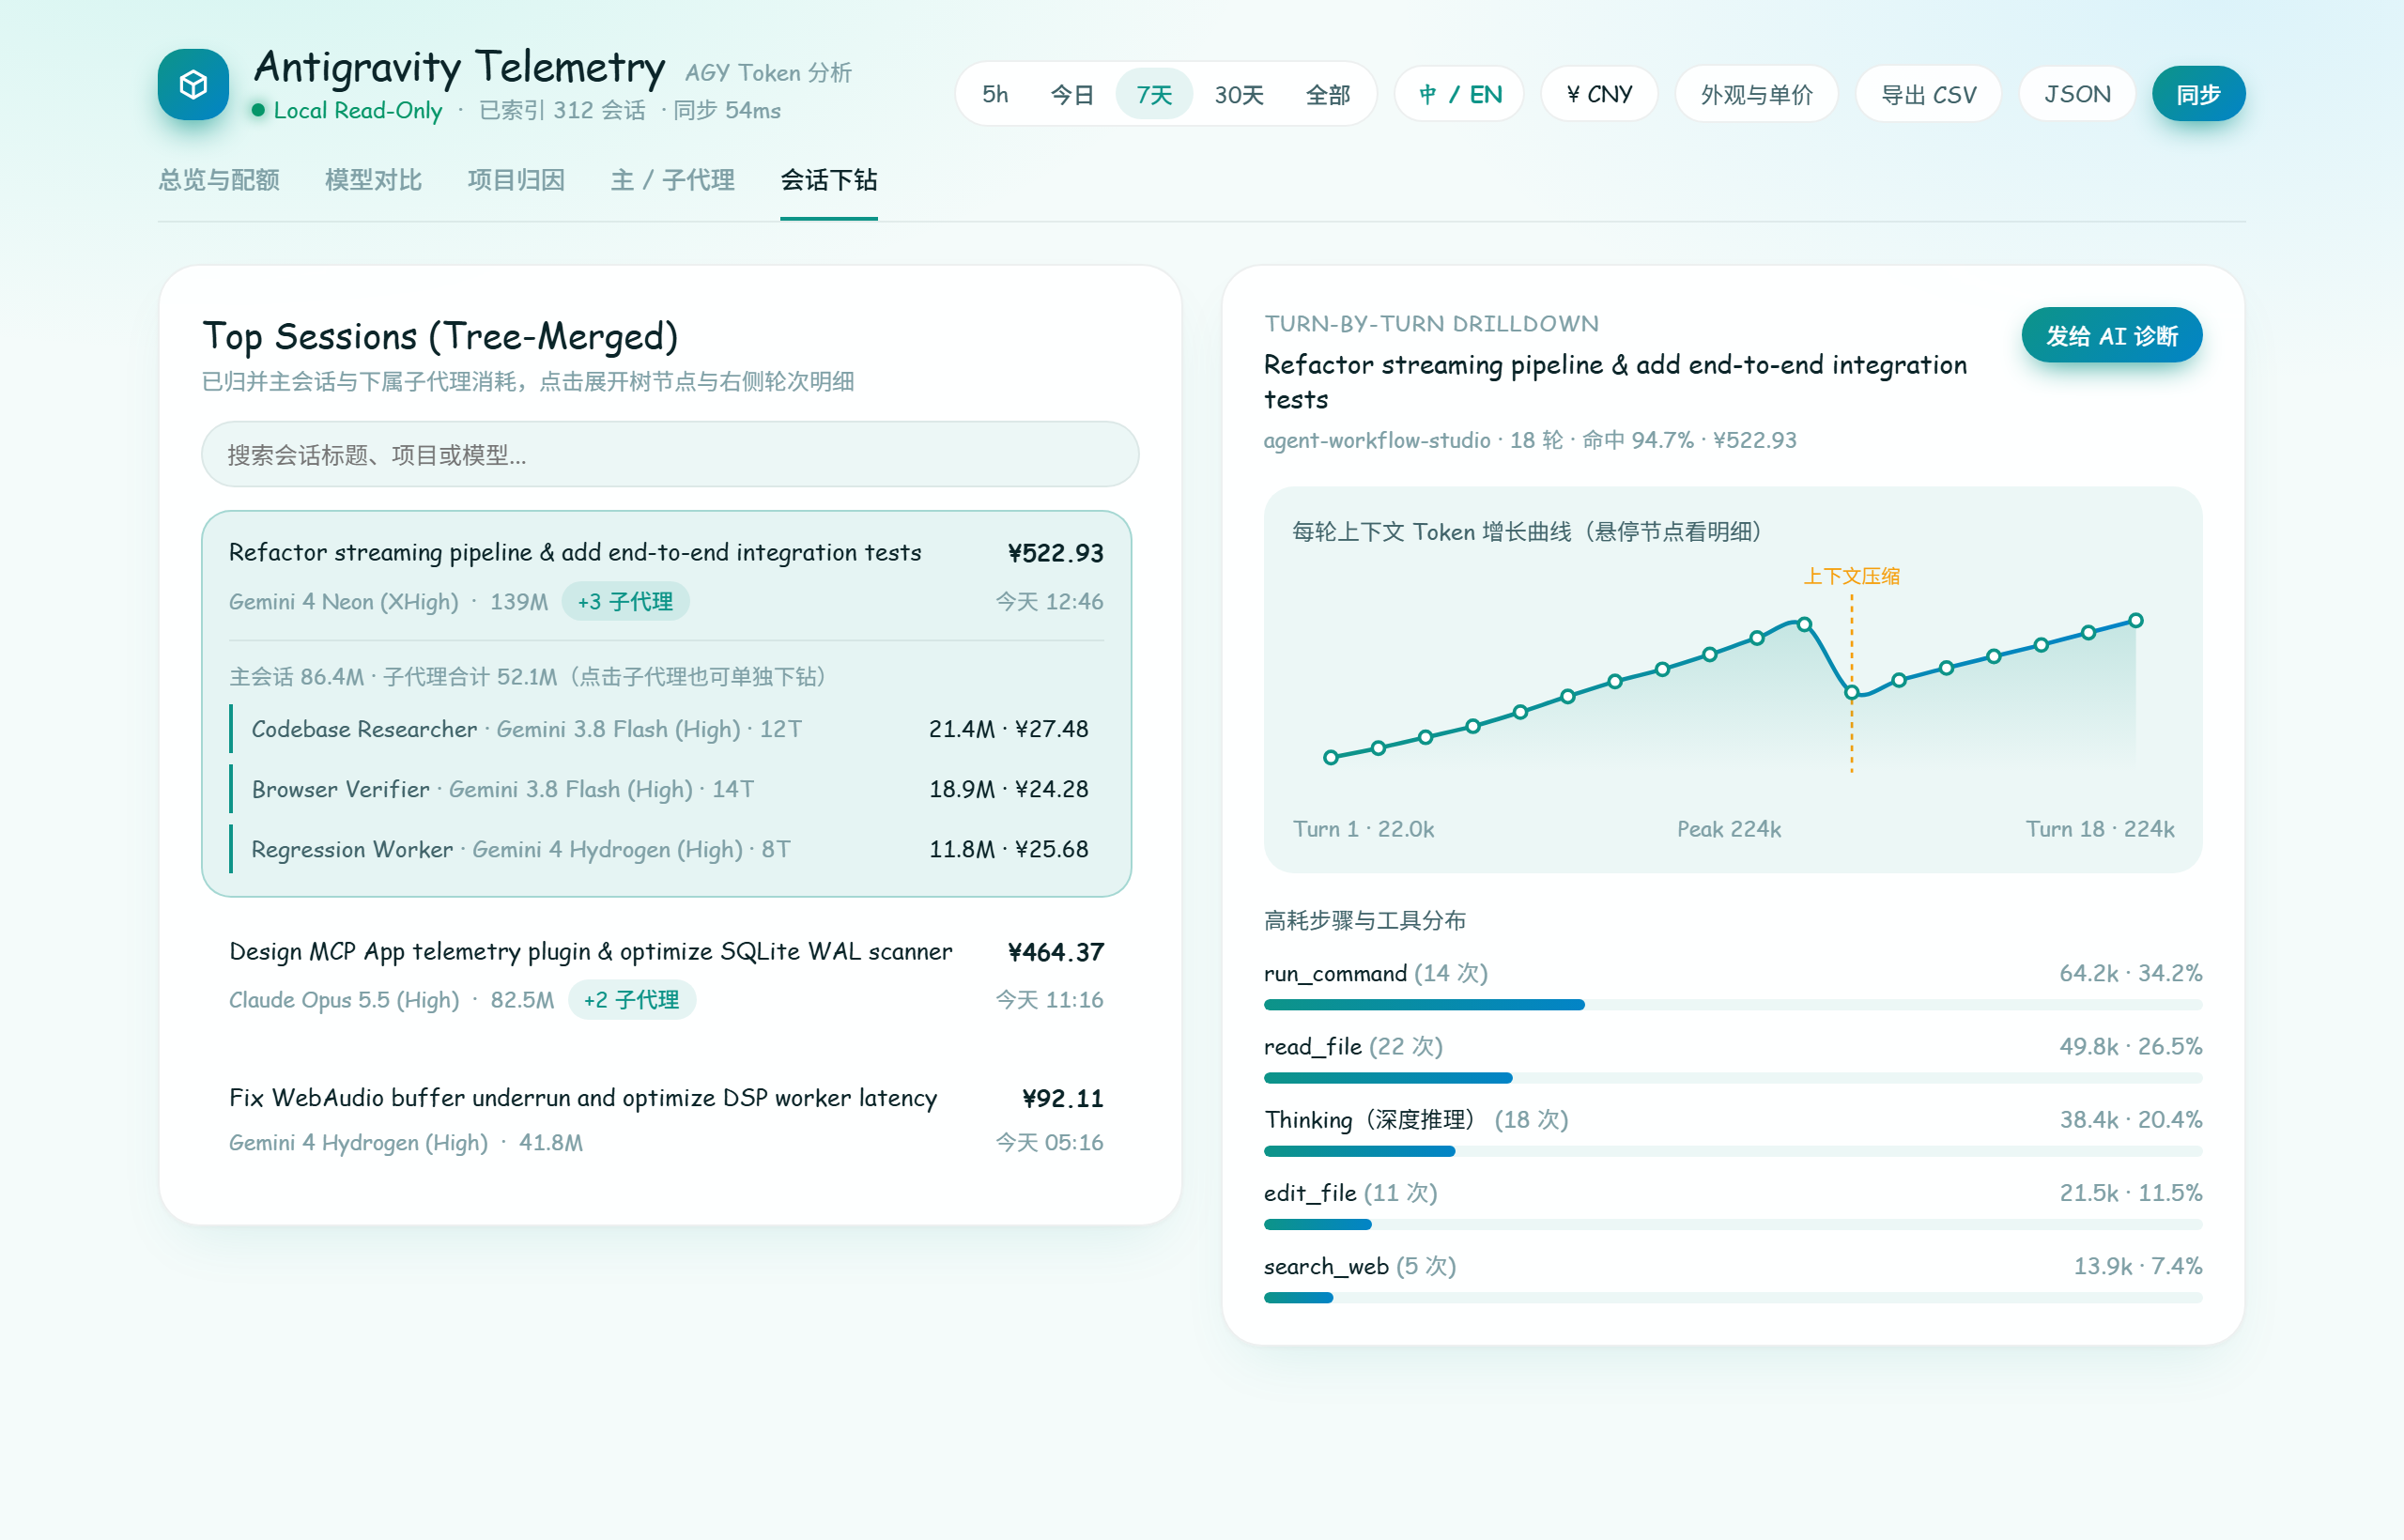 Antigravity Telemetry AGY Token 分析
Local Read-Only · 已索引 312 会话 · 同步 54ms
5h 今日 7天 30天 全部 中 / EN ¥ CNY 外观与单价 导出 CSV JSON 同步
总览与配额 模型对比 项目归因 主 / 子代理 会话下钻
Top Sessions (Tree-Merged)
已归并主会话与下属子代理消耗，点击展开树节点与右侧轮次明细
搜索会话标题、项目或模型...
Refactor streaming pipeline & add end-to-end integration tests ¥522.93
Gemini 4 Neon (XHigh) · 139M +3 子代理 今天 12:46
主会话 86.4M · 子代理合计 52.1M（点击子代理也可单独下钻）
Codebase Researcher · Gemini 3.8 Flash (High) · 12T 21.4M · ¥27.48
Browser Verifier · Gemini 3.8 Flash (High) · 14T 18.9M · ¥24.28
Regression Worker · Gemini 4 Hydrogen (High) · 8T 11.8M · ¥25.68
Design MCP App telemetry plugin & optimize SQLite WAL scanner ¥464.37
Claude Opus 5.5 (High) · 82.5M +2 子代理 今天 11:16
Fix WebAudio buffer underrun and optimize DSP worker latency ¥92.11
Gemini 4 Hydrogen (High) · 41.8M 今天 05:16
TURN-BY-TURN DRILLDOWN
发给 AI 诊断
Refactor streaming pipeline & add end-to-end integration
tests
agent-workflow-studio · 18 轮 · 命中 94.7% · ¥522.93
每轮上下文 Token 增长曲线（悬停节点看明细）
上下文压缩
Turn 1 · 22.0k Peak 224k Turn 18 · 224k
高耗步骤与工具分布
run_command (14 次) 64.2k · 34.2%
read_file (22 次) 49.8k · 26.5%
Thinking（深度推理） (18 次) 38.4k · 20.4%
edit_file (11 次) 21.5k · 11.5%
search_web (5 次) 13.9k · 7.4%